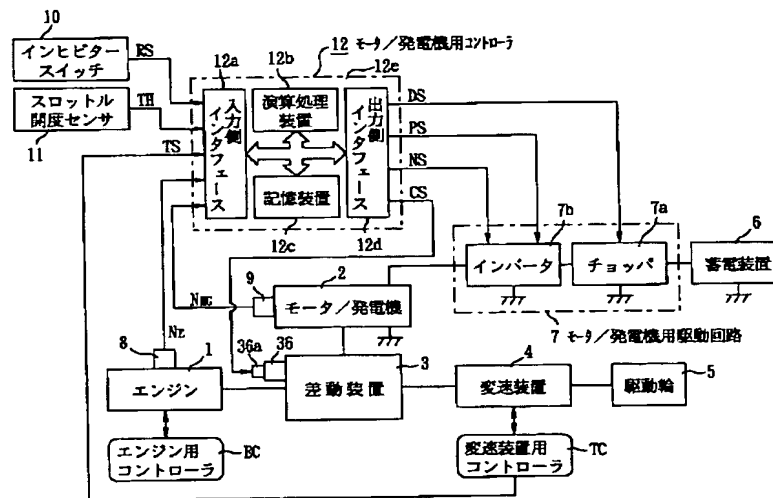 10
インヒビター
スイッチ
RS
スロットル
開度センサ
11
TH
TS
12a
入力側
インタフェース
12b
演算処理
装置
記憶装置
12c
12 モータ/発電機用コントローラ
12e
出力側
インタフェース
12d
DS
PS
NS
CS
7b
インバータ
7a
チョッパ
6
蓄電装置
7 モータ/発電機用駆動回路
2
モータ/発電機
9
NMG
NE
8
1
エンジン
36a
36
3
差動装置
4
変速装置
5
駆動輪
エンジン用
コントローラ
EC
変速装置用
コントローラ
TC